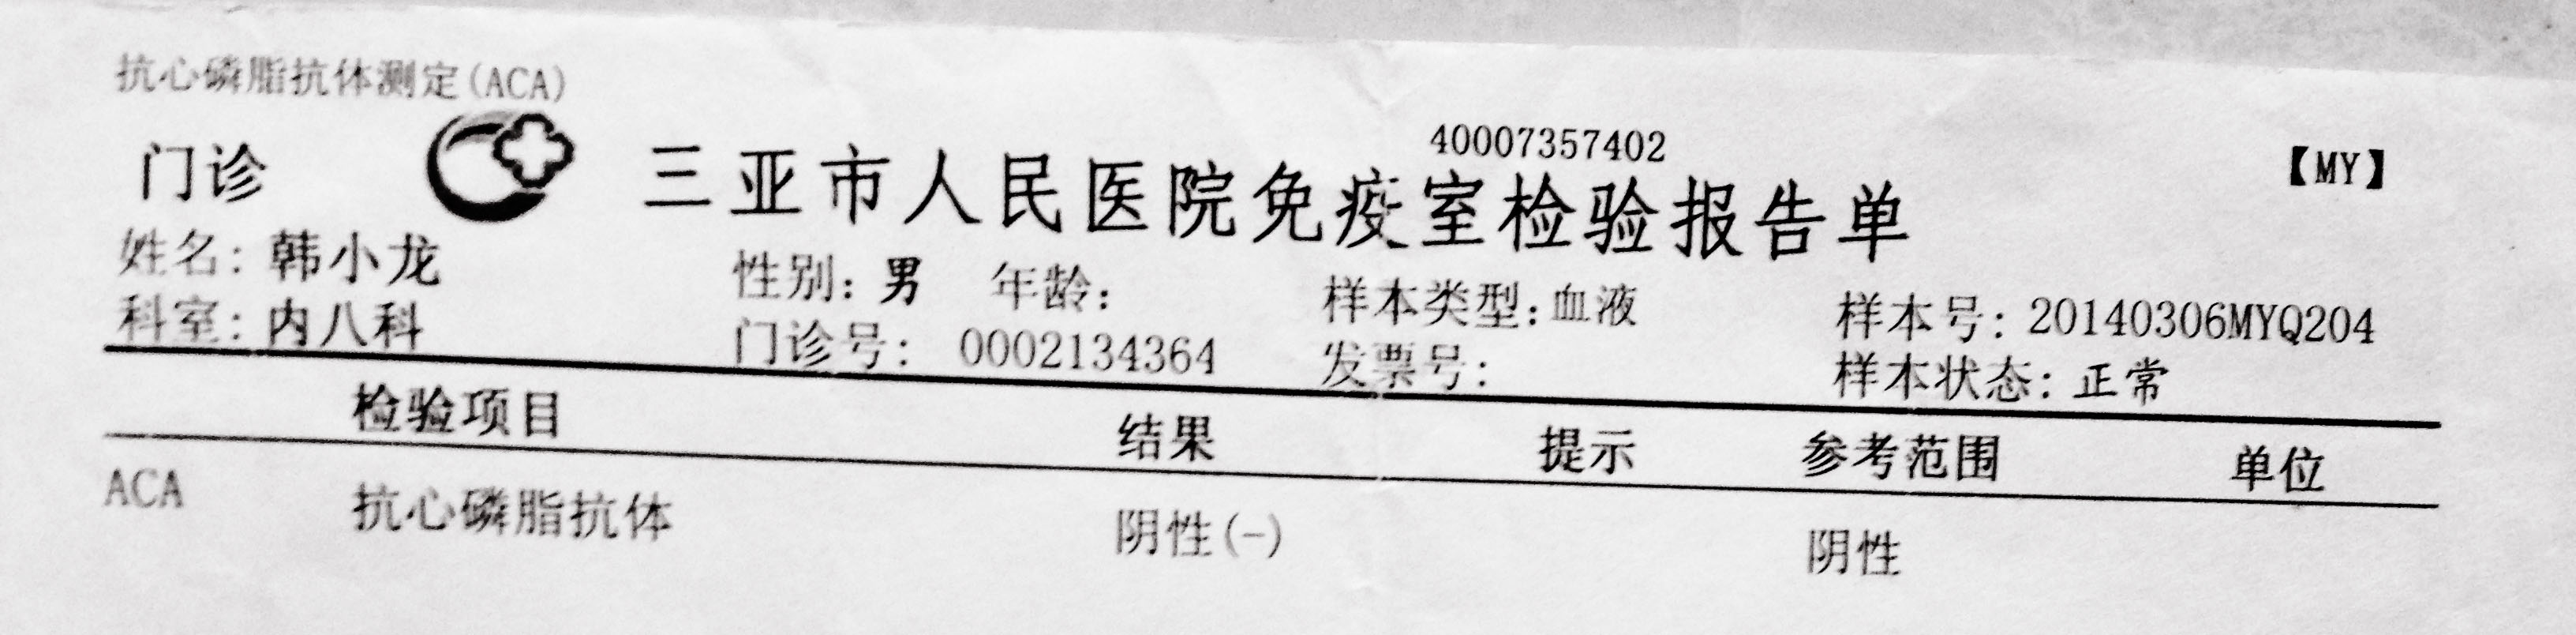 抗心磷脂抗体测定(ACA)
40007357402
门诊 三亚市人民医院免疫室检验报告单 【MY】
姓名: 韩小龙 性别: 男 年龄: 样本类型: 血液 样本号: 20140306MYQ204
科室: 内八科 门诊号: 0002134364 发票号: 样本状态: 正常
检验项目 结果 提示 参考范围 单位
ACA 抗心磷脂抗体 阴性(-) 阴性